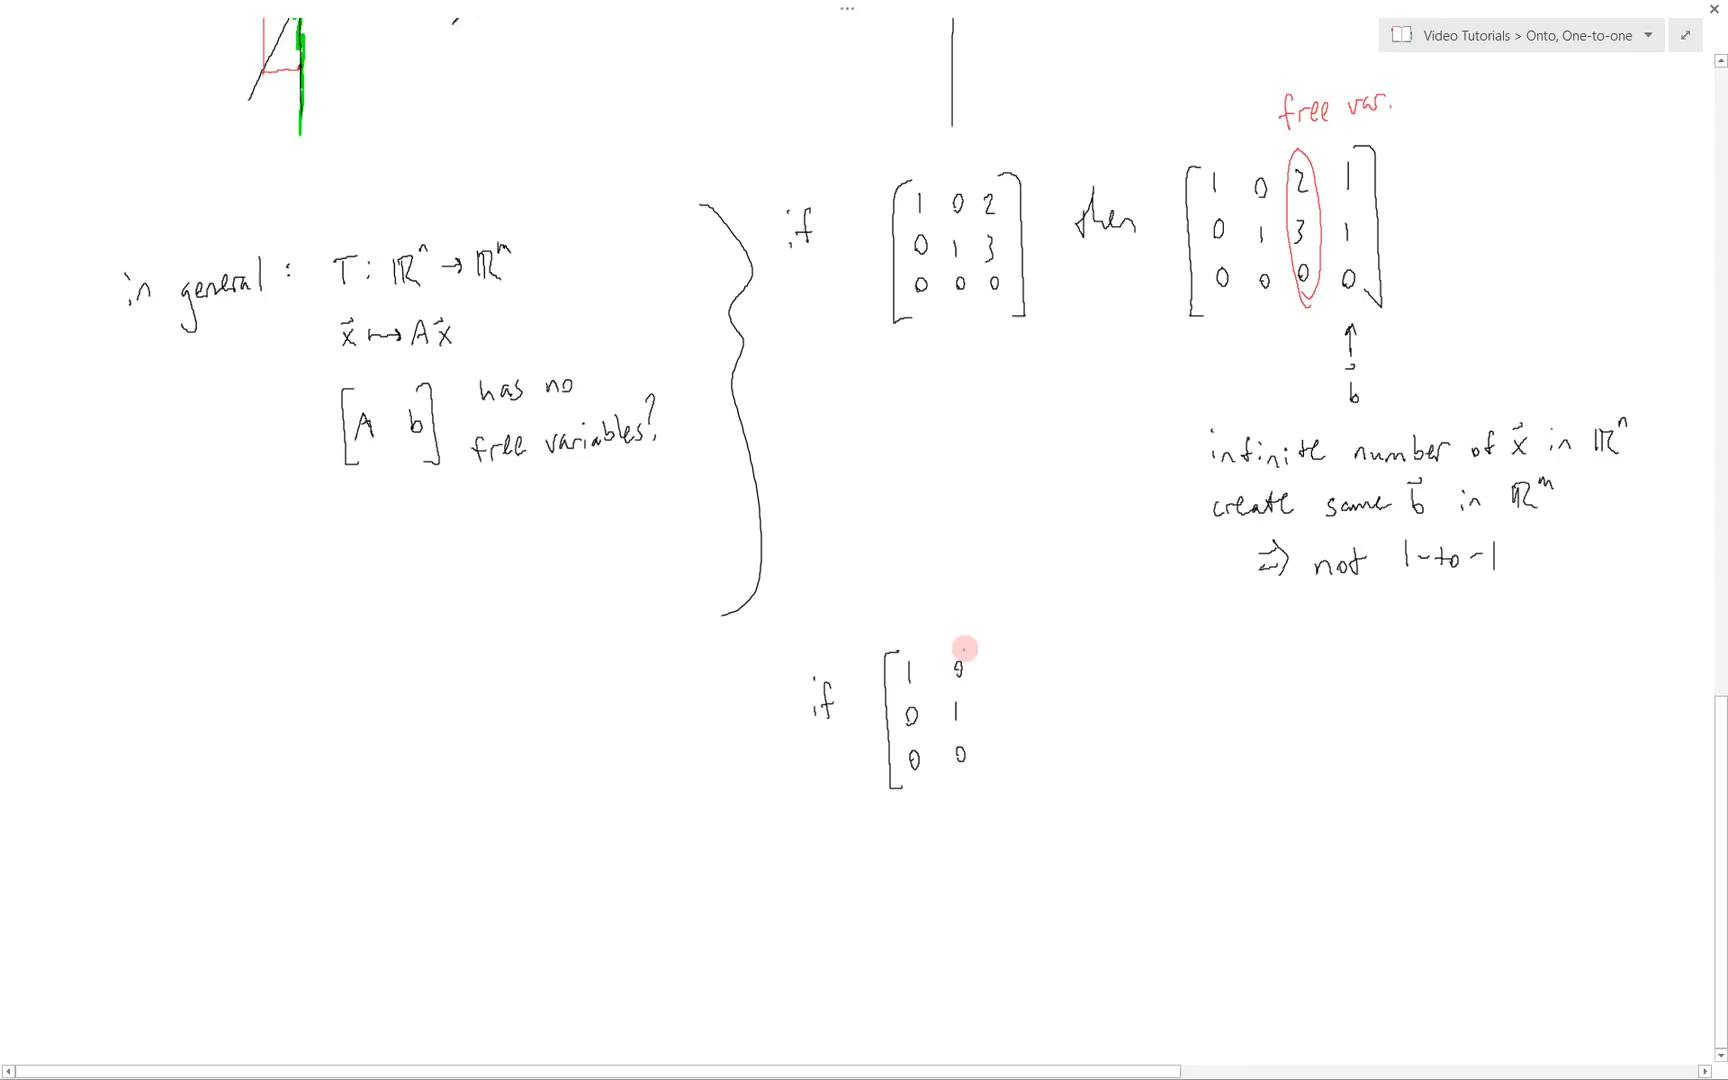 Video Tutorials > Onto, One-to-one
free var.
in general : T: ℝⁿ → ℝᵐ
x⃗ ↦ Ax⃗
[A b] has no
free variables?
if
1 0 2
0 1 3
0 0 0
then
1 0 2 1
0 1 3 1
0 0 0 0
↑
b⃗
infinite number of x⃗ in ℝⁿ
create same b⃗ in ℝᵐ
⇒ not 1-to-1
if
1 0
0 1
0 0